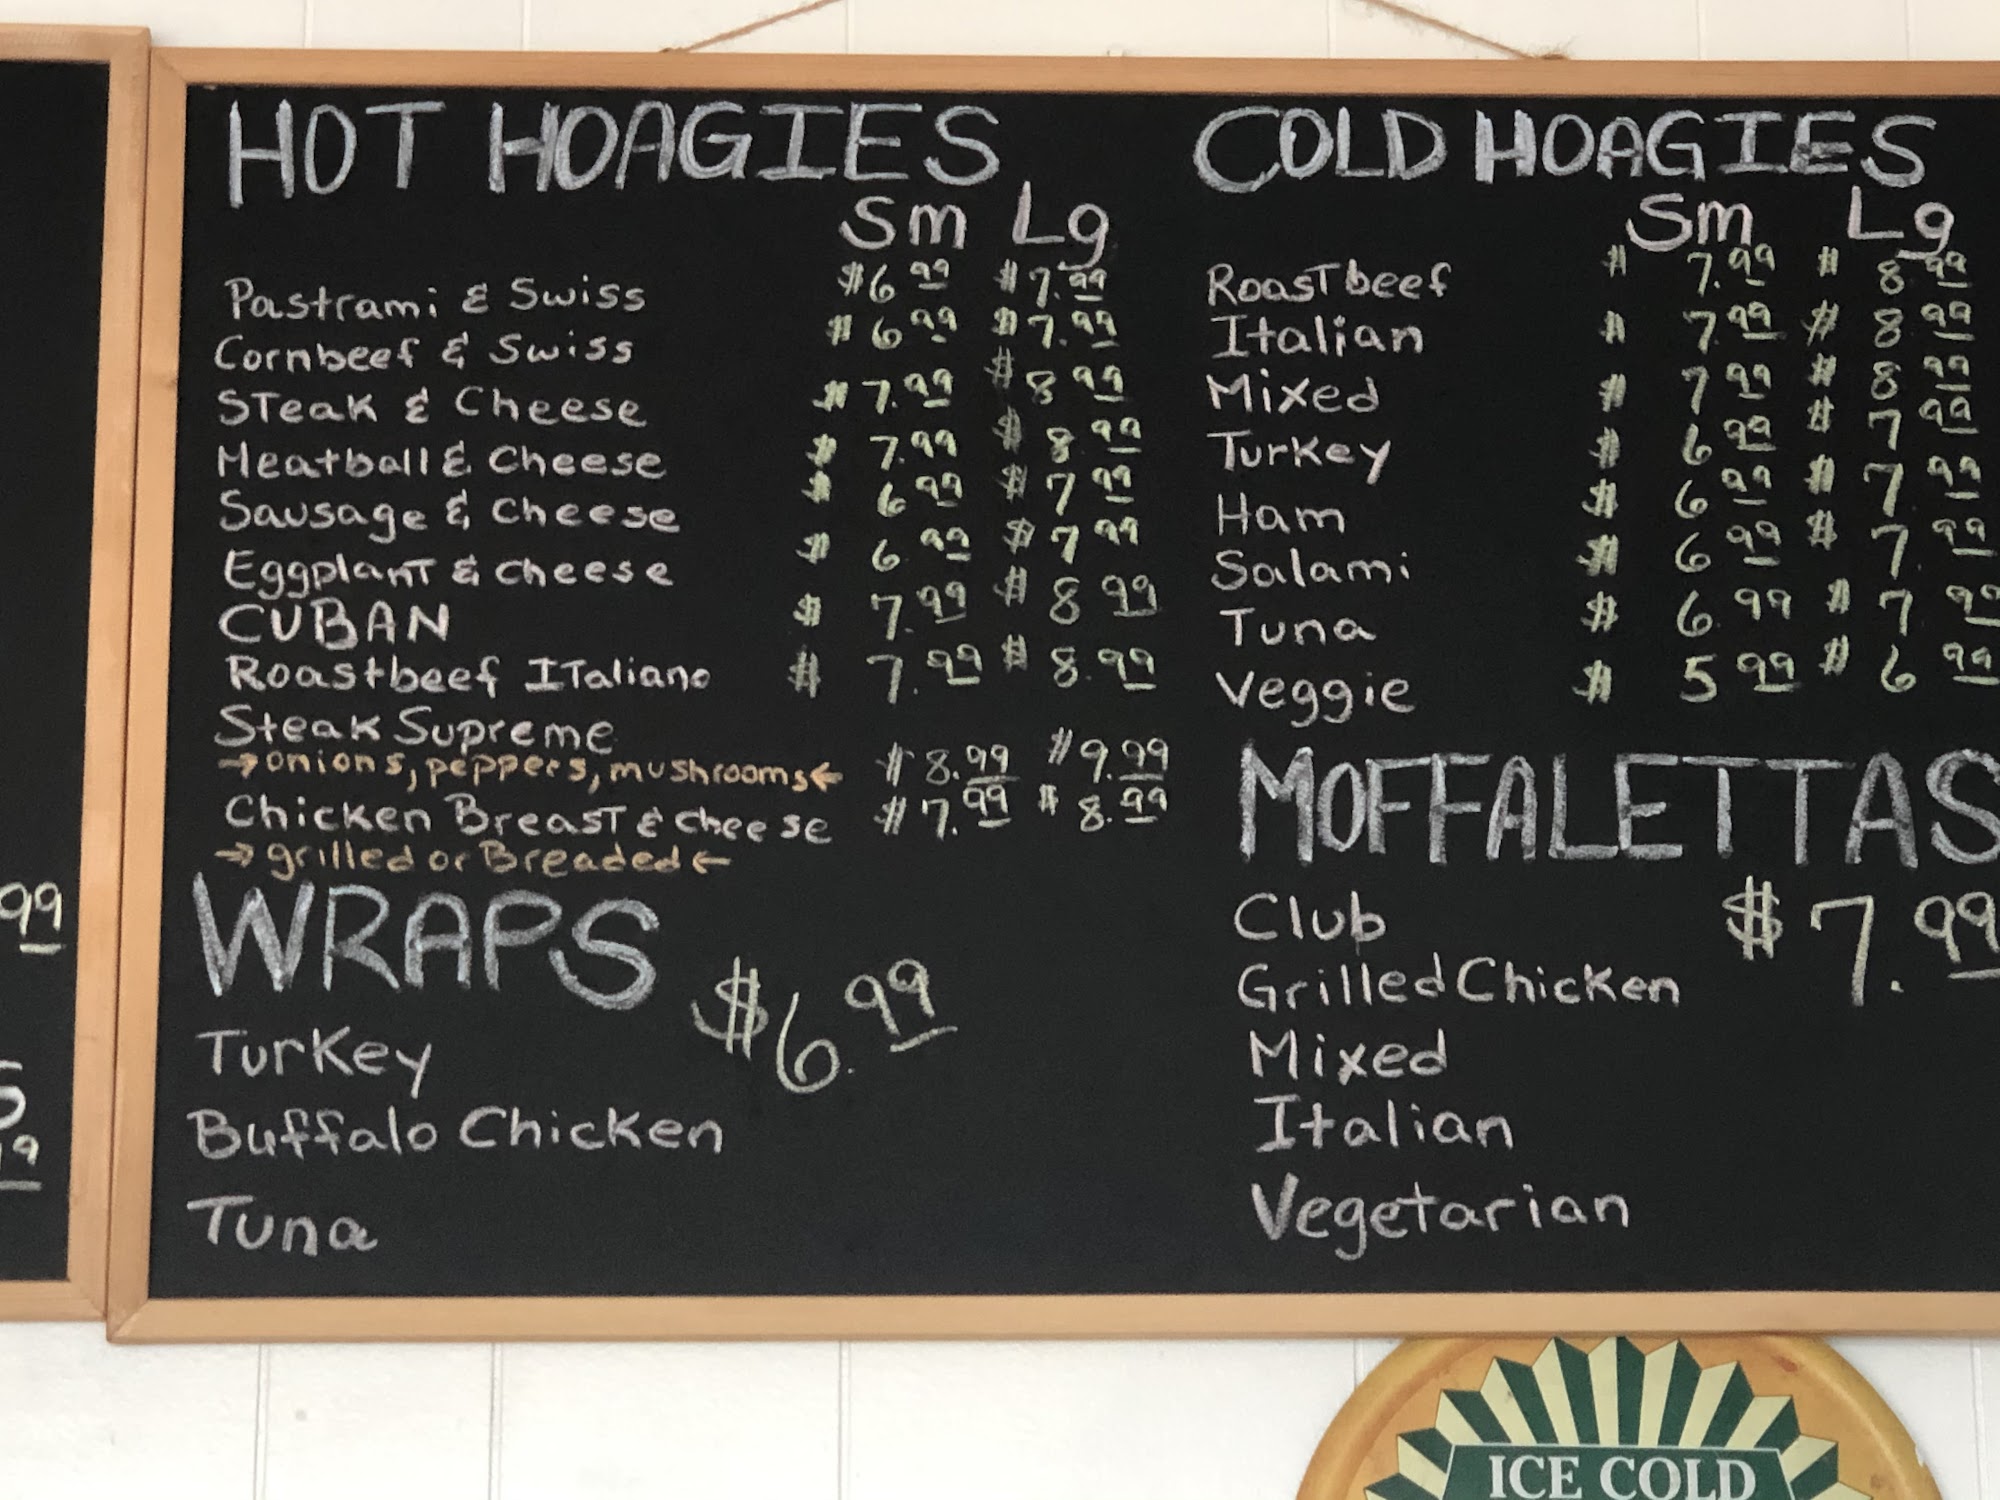 HOT HOAGIES
Sm Lg
Pastrami & Swiss $6.99 $7.99
Cornbeef & Swiss $6.99 $7.99
STeak & Cheese $7.99 $8.99
Meatball & Cheese $7.99 $8.99
Sausage & Cheese $6.99 $7.99
Eggplant & cheese $6.99 $7.99
CUBAN $7.99 $8.99
Roastbeef ITaliano $7.99 $8.99
Steak Supreme
→onions, peppers, mushrooms← $8.99 $9.99
Chicken Breast & cheese $7.99 $8.99
→grilled or Breaded←
WRAPS
$6.99
Turkey
Buffalo Chicken
Tuna
COLD HOAGIES
Sm Lg
Roastbeef $7.99 $8.99
Italian $7.99 $8.99
Mixed $7.99 $8.99
Turkey $6.99 $7.99
Ham $6.99 $7.99
Salami $6.99 $7.99
Tuna $6.99 $7.99
Veggie $5.99 $6.99
MOFFALETTAS
Club $7.99
Grilled Chicken
Mixed
Italian
Vegetarian
99
ICE COLD